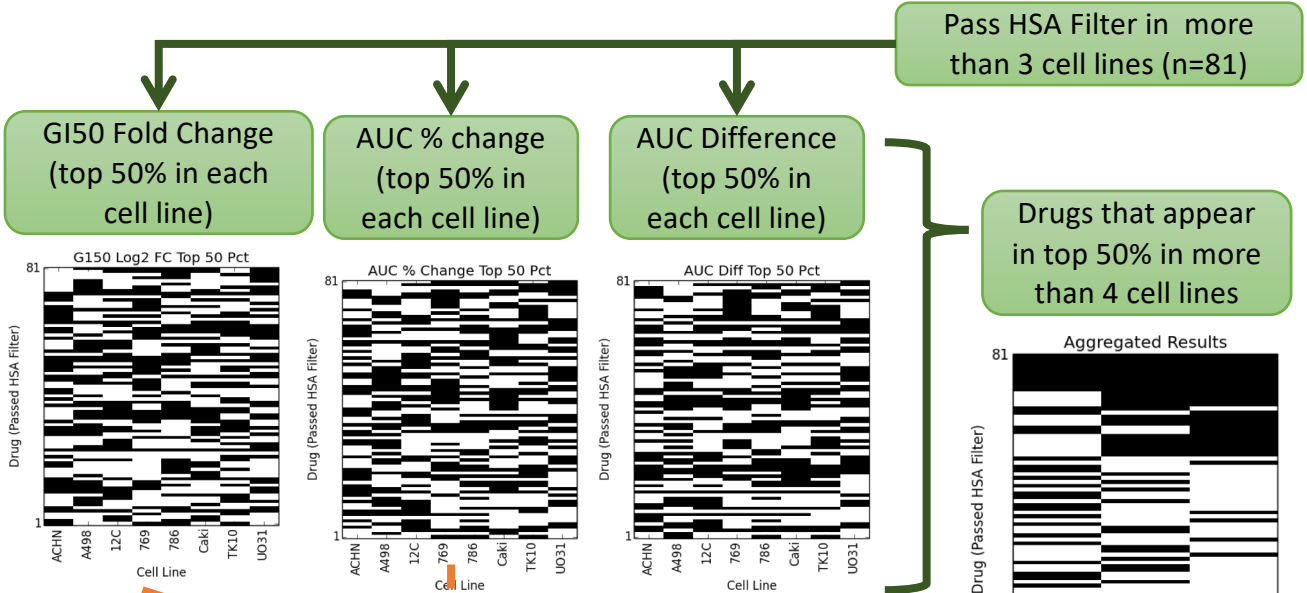 Pass HSA Filter in more
than 3 cell lines (n=81)
GI50 Fold Change
(top 50% in each
cell line)
AUC % change
(top 50% in
each cell line)
AUC Difference
(top 50% in
each cell line)
Drugs that appear
in top 50% in more
than 4 cell lines
G150 Log2 FC Top 50 Pct
81
Drug (Passed HSA Filter)
1
ACHN
A498
12C
769
786
Caki
TK10
UO31
Cell Line
AUC % Change Top 50 Pct
81
Drug (Passed HSA Filter)
1
ACHN
A498
12C
769
786
Caki
TK10
UO31
Cell Line
AUC Diff Top 50 Pct
81
Drug (Passed HSA Filter)
1
ACHN
A498
12C
769
786
Caki
TK10
UO31
Cell Line
Aggregated Results
81
Drug (Passed HSA Filter)